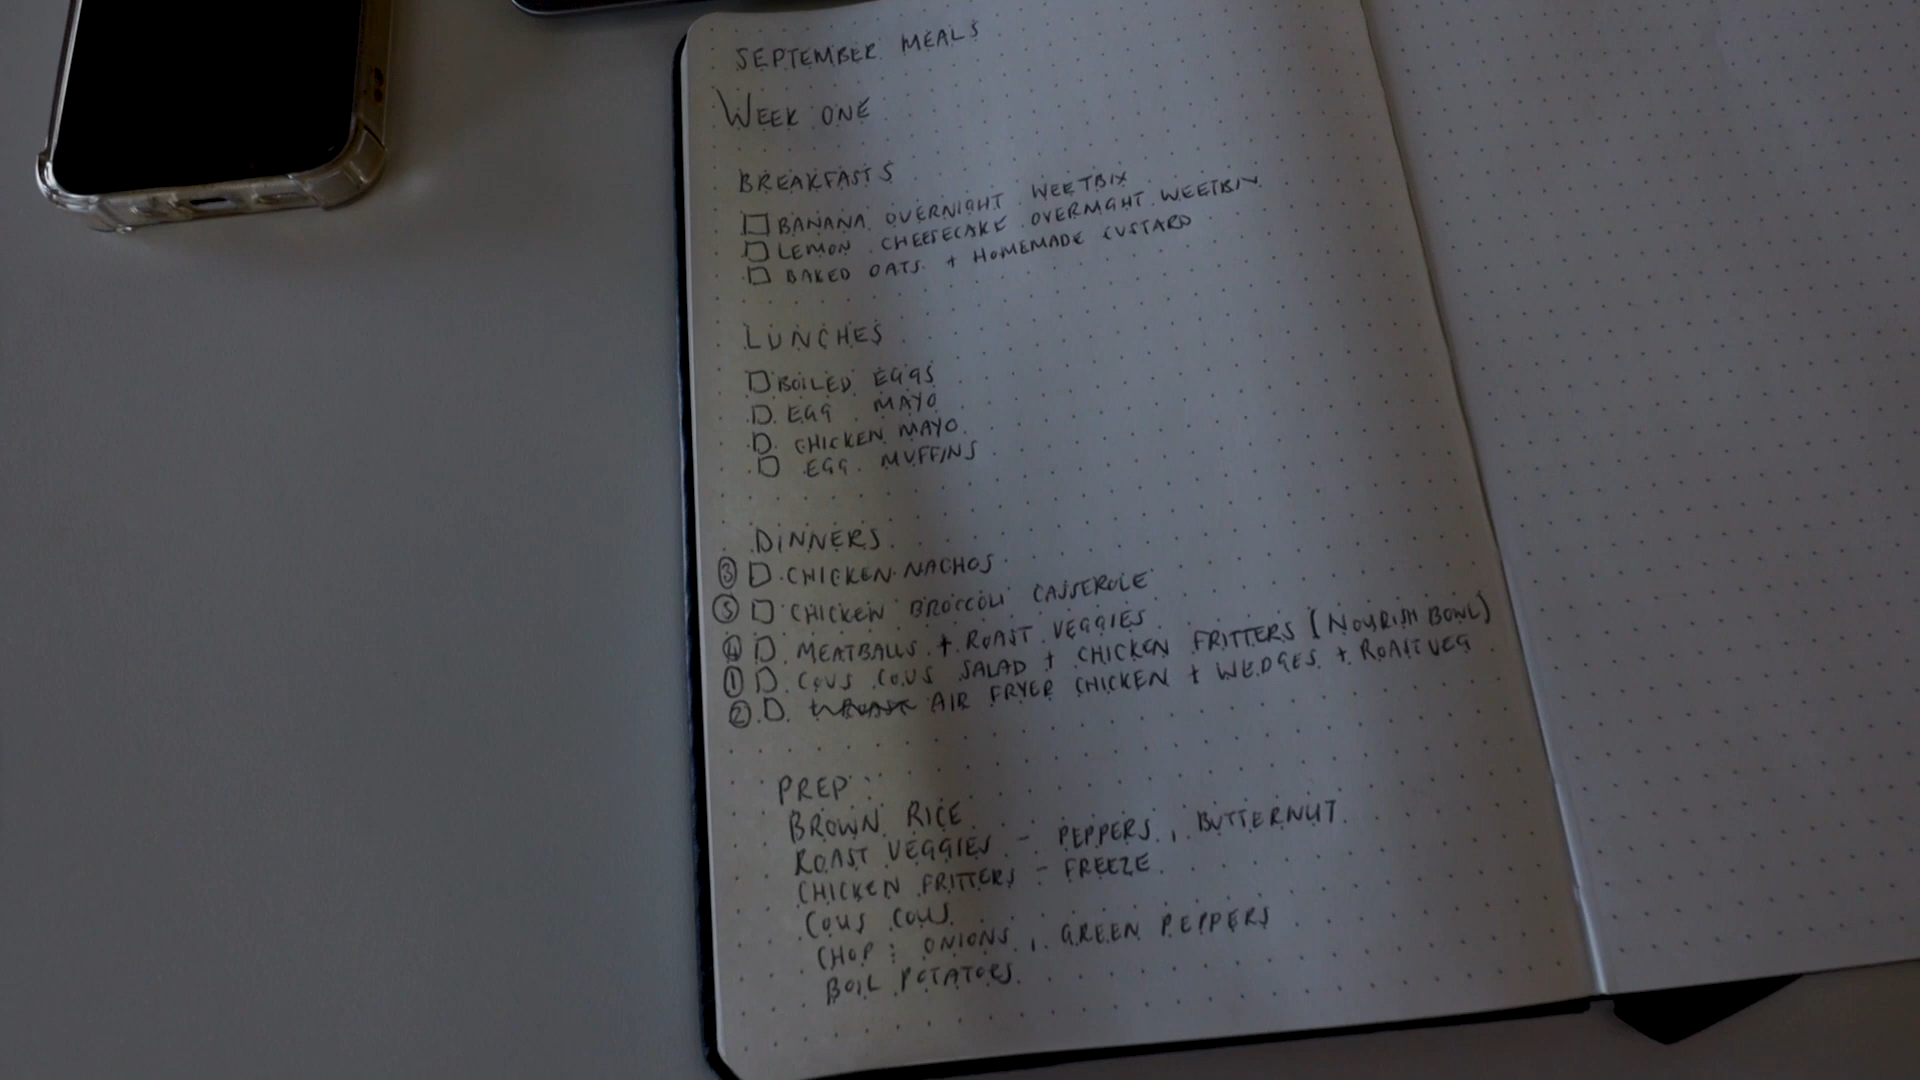 SEPTEMBER MEALS
WEEK ONE
BREAKFASTS
BANANA OVERNIGHT WEETBIX
LEMON CHEESECAKE OVERNIGHT WEETBIX
BAKED OATS + HOMEMADE CUSTARD
LUNCHES
BOILED EGGS
EGG MAYO
CHICKEN MAYO
EGG MUFFINS
DINNERS
③ CHICKEN NACHOS
⑤ CHICKEN BROCCOLI CASSEROLE
④ MEATBALLS + ROAST VEGGIES
① COUS COUS SALAD + CHICKEN FRITTERS (NOURISH BOWL)
② AIR FRYER CHICKEN + WEDGES + ROAST VEG
PREP
BROWN RICE
ROAST VEGGIES - PEPPERS, BUTTERNUT
CHICKEN FRITTERS - FREEZE
COUS COUS
CHOP: ONIONS, GREEN PEPPERS
BOIL POTATOES